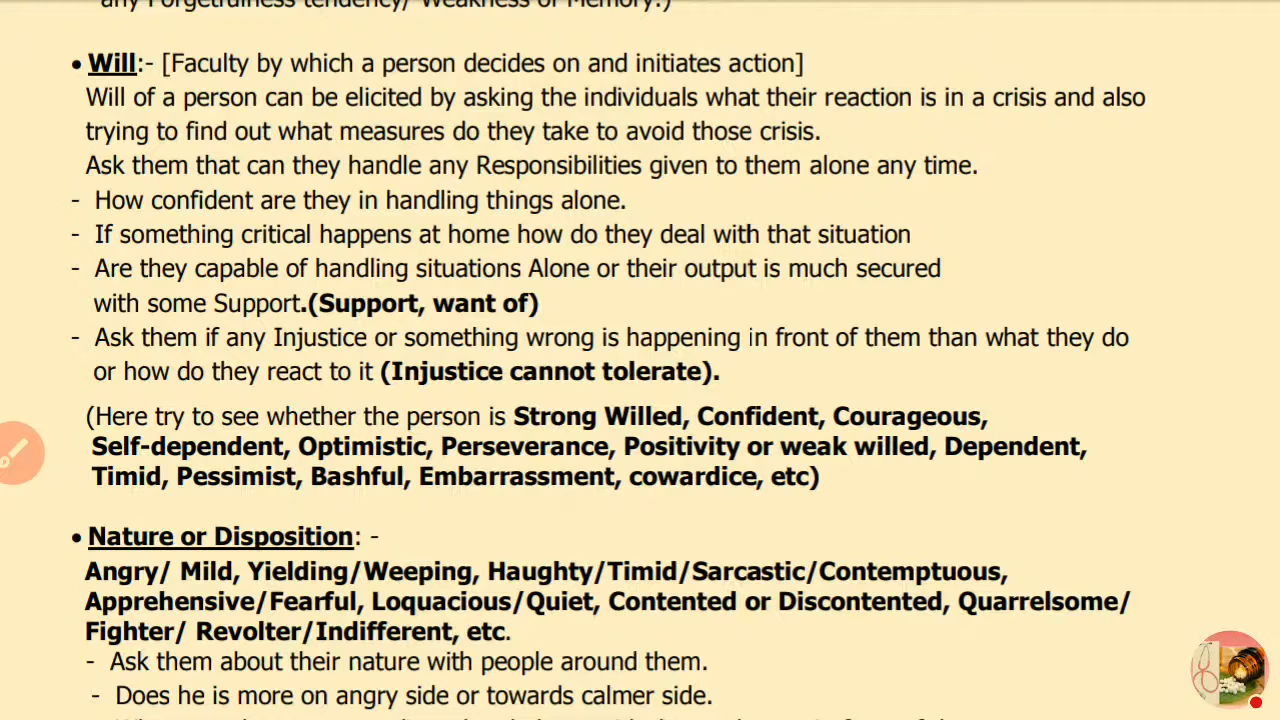 any Forgetfulness tendency/ Weakness of Memory.)
• Will:- [Faculty by which a person decides on and initiates action]
Will of a person can be elicited by asking the individuals what their reaction is in a crisis and also
trying to find out what measures do they take to avoid those crisis.
Ask them that can they handle any Responsibilities given to them alone any time.
- How confident are they in handling things alone.
- If something critical happens at home how do they deal with that situation
- Are they capable of handling situations Alone or their output is much secured
with some Support.(Support, want of)
- Ask them if any Injustice or something wrong is happening in front of them than what they do
or how do they react to it (Injustice cannot tolerate).
(Here try to see whether the person is Strong Willed, Confident, Courageous,
Self-dependent, Optimistic, Perseverance, Positivity or weak willed, Dependent,
Timid, Pessimist, Bashful, Embarrassment, cowardice, etc)
• Nature or Disposition: -
Angry/ Mild, Yielding/Weeping, Haughty/Timid/Sarcastic/Contemptuous,
Apprehensive/Fearful, Loquacious/Quiet, Contented or Discontented, Quarrelsome/
Fighter/ Revolter/Indifferent, etc.
- Ask them about their nature with people around them.
- Does he is more on angry side or towards calmer side.